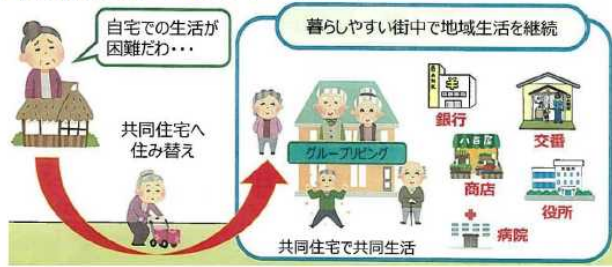 自宅での生活が
困難だわ・・・
暮らしやすい街中で地域生活を継続
共同住宅へ
住み替え
グループリビング
銀行
交番
八百屋
商店
役所
病院
共同住宅で共同生活